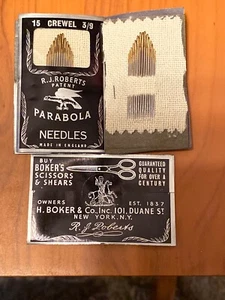 15 CREWEL 3/9
R.J. ROBERTS
PATENT
PARABOLA
NEEDLES
MADE IN ENGLAND
BUY
BOKER'S
SCISSORS
& SHEARS
GUARANTEED
QUALITY
FOR OVER A
CENTURY
OWNERS
EST. 1837
H. BOKER & Co., Inc. 101, DUANE St.
NEW YORK. N.Y.
R. J. Roberts